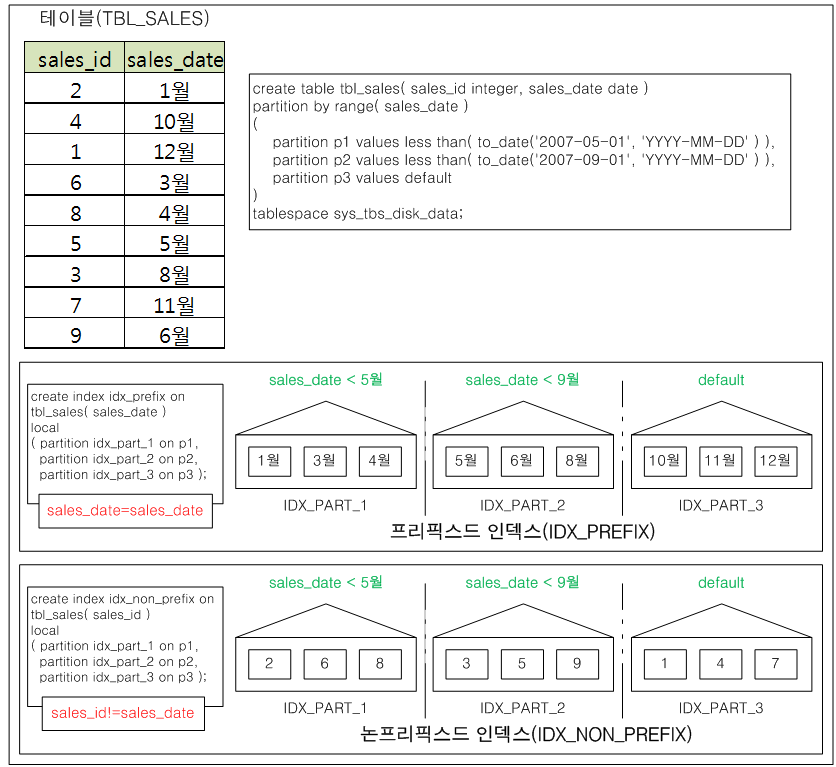 테이블(TBL_SALES)
sales_id sales_date
2 1월
4 10월
1 12월
6 3월
8 4월
5 5월
3 8월
7 11월
9 6월
create table tbl_sales( sales_id integer, sales_date date )
partition by range( sales_date )
(
partition p1 values less than( to_date('2007-05-01', 'YYYY-MM-DD' ) ),
partition p2 values less than( to_date('2007-09-01', 'YYYY-MM-DD' ) ),
partition p3 values default
)
tablespace sys_tbs_disk_data;
create index idx_prefix on
tbl_sales( sales_date )
local
( partition idx_part_1 on p1,
partition idx_part_2 on p2,
partition idx_part_3 on p3 );
sales_date=sales_date
sales_date < 5월 sales_date < 9월 default
1월 3월 4월 5월 6월 8월 10월 11월 12월
IDX_PART_1 IDX_PART_2 IDX_PART_3
프리픽스드 인덱스(IDX_PREFIX)
create index idx_non_prefix on
tbl_sales( sales_id )
local
( partition idx_part_1 on p1,
partition idx_part_2 on p2,
partition idx_part_3 on p3 );
sales_id!=sales_date
sales_date < 5월 sales_date < 9월 default
2 6 8 3 5 9 1 4 7
IDX_PART_1 IDX_PART_2 IDX_PART_3
논프리픽스드 인덱스(IDX_NON_PREFIX)